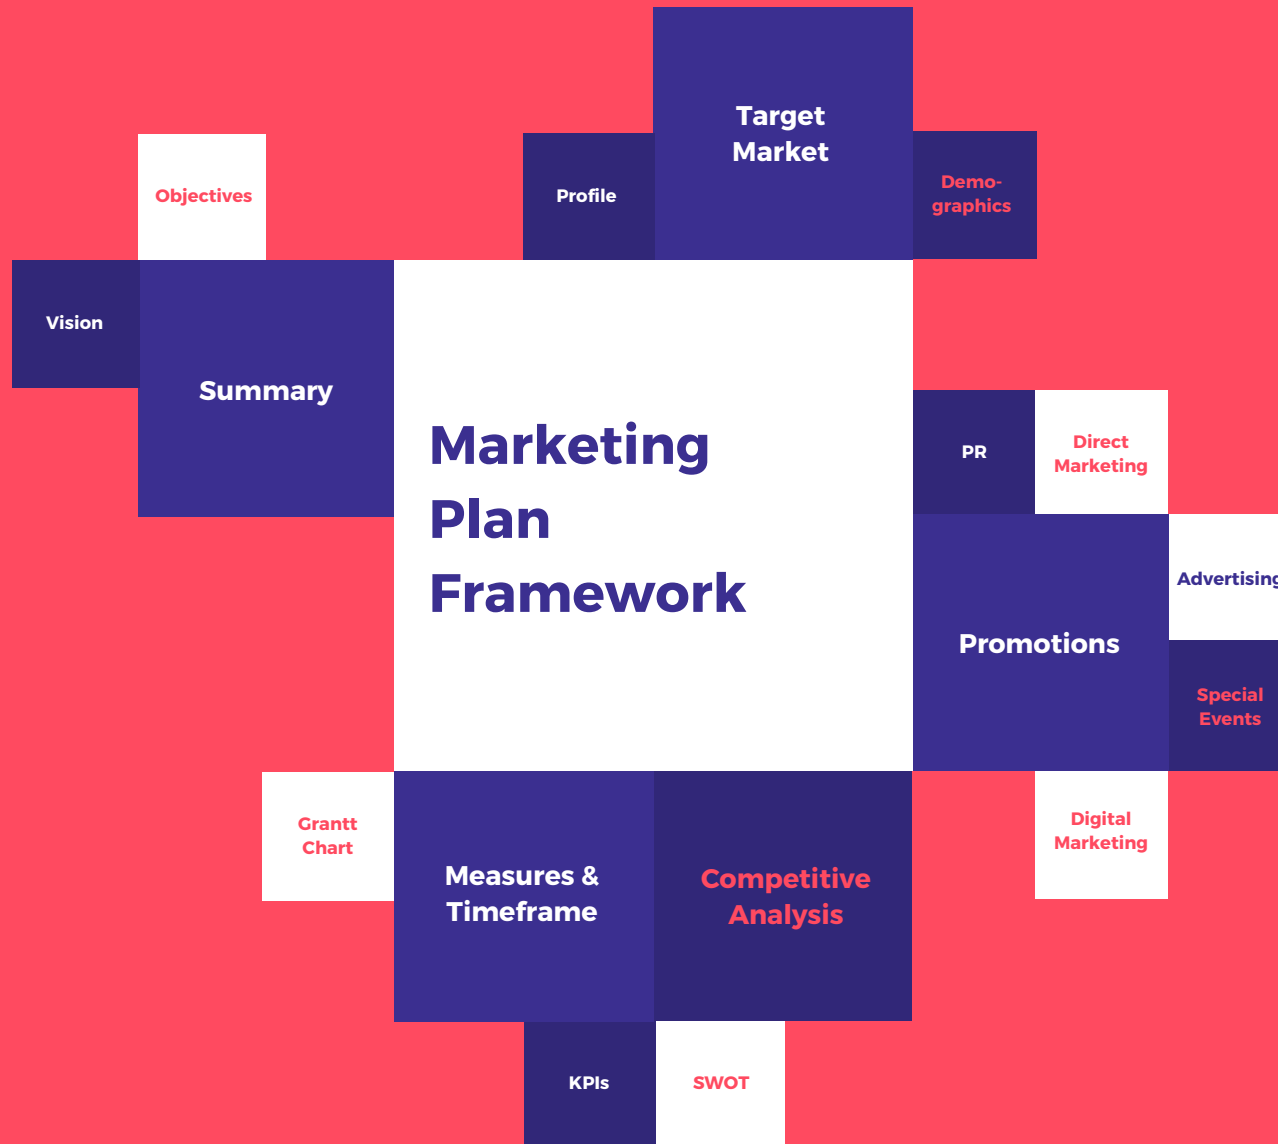 Target
Market
Profile
Demo-
graphics
Objectives
Vision
Summary
Marketing
Plan
Framework
PR
Direct
Marketing
Advertising
Promotions
Special
Events
Digital
Marketing
Grantt
Chart
Measures &
Timeframe
Competitive
Analysis
KPIs
SWOT